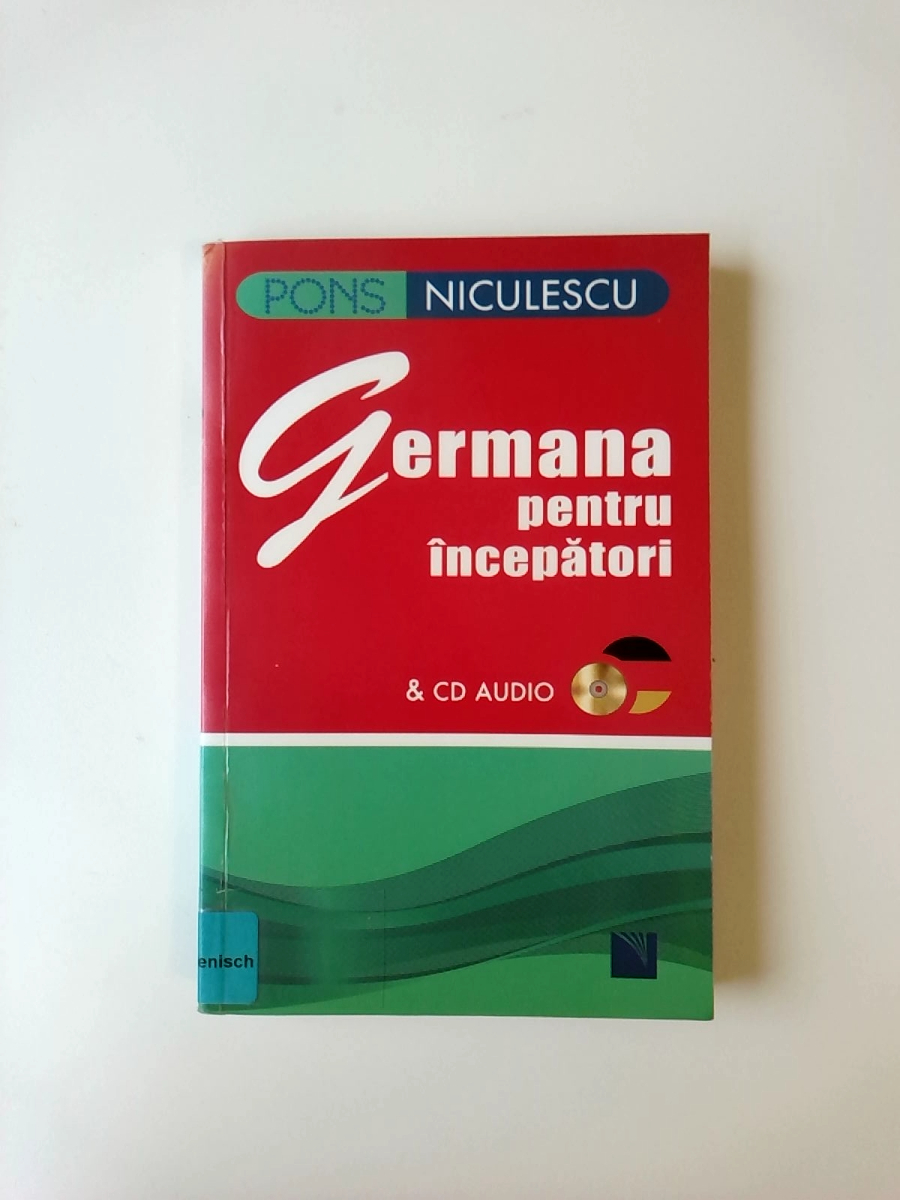 PONS NICULESCU
Germana
pentru
începători
& CD AUDIO
enisch